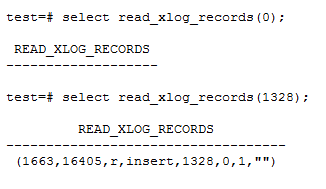 test=# select read_xlog_records(0);
READ_XLOG_RECORDS
-------------------
test=# select read_xlog_records(1328);
READ_XLOG_RECORDS
-----------------------------------
(1663,16405,r,insert,1328,0,1,"")